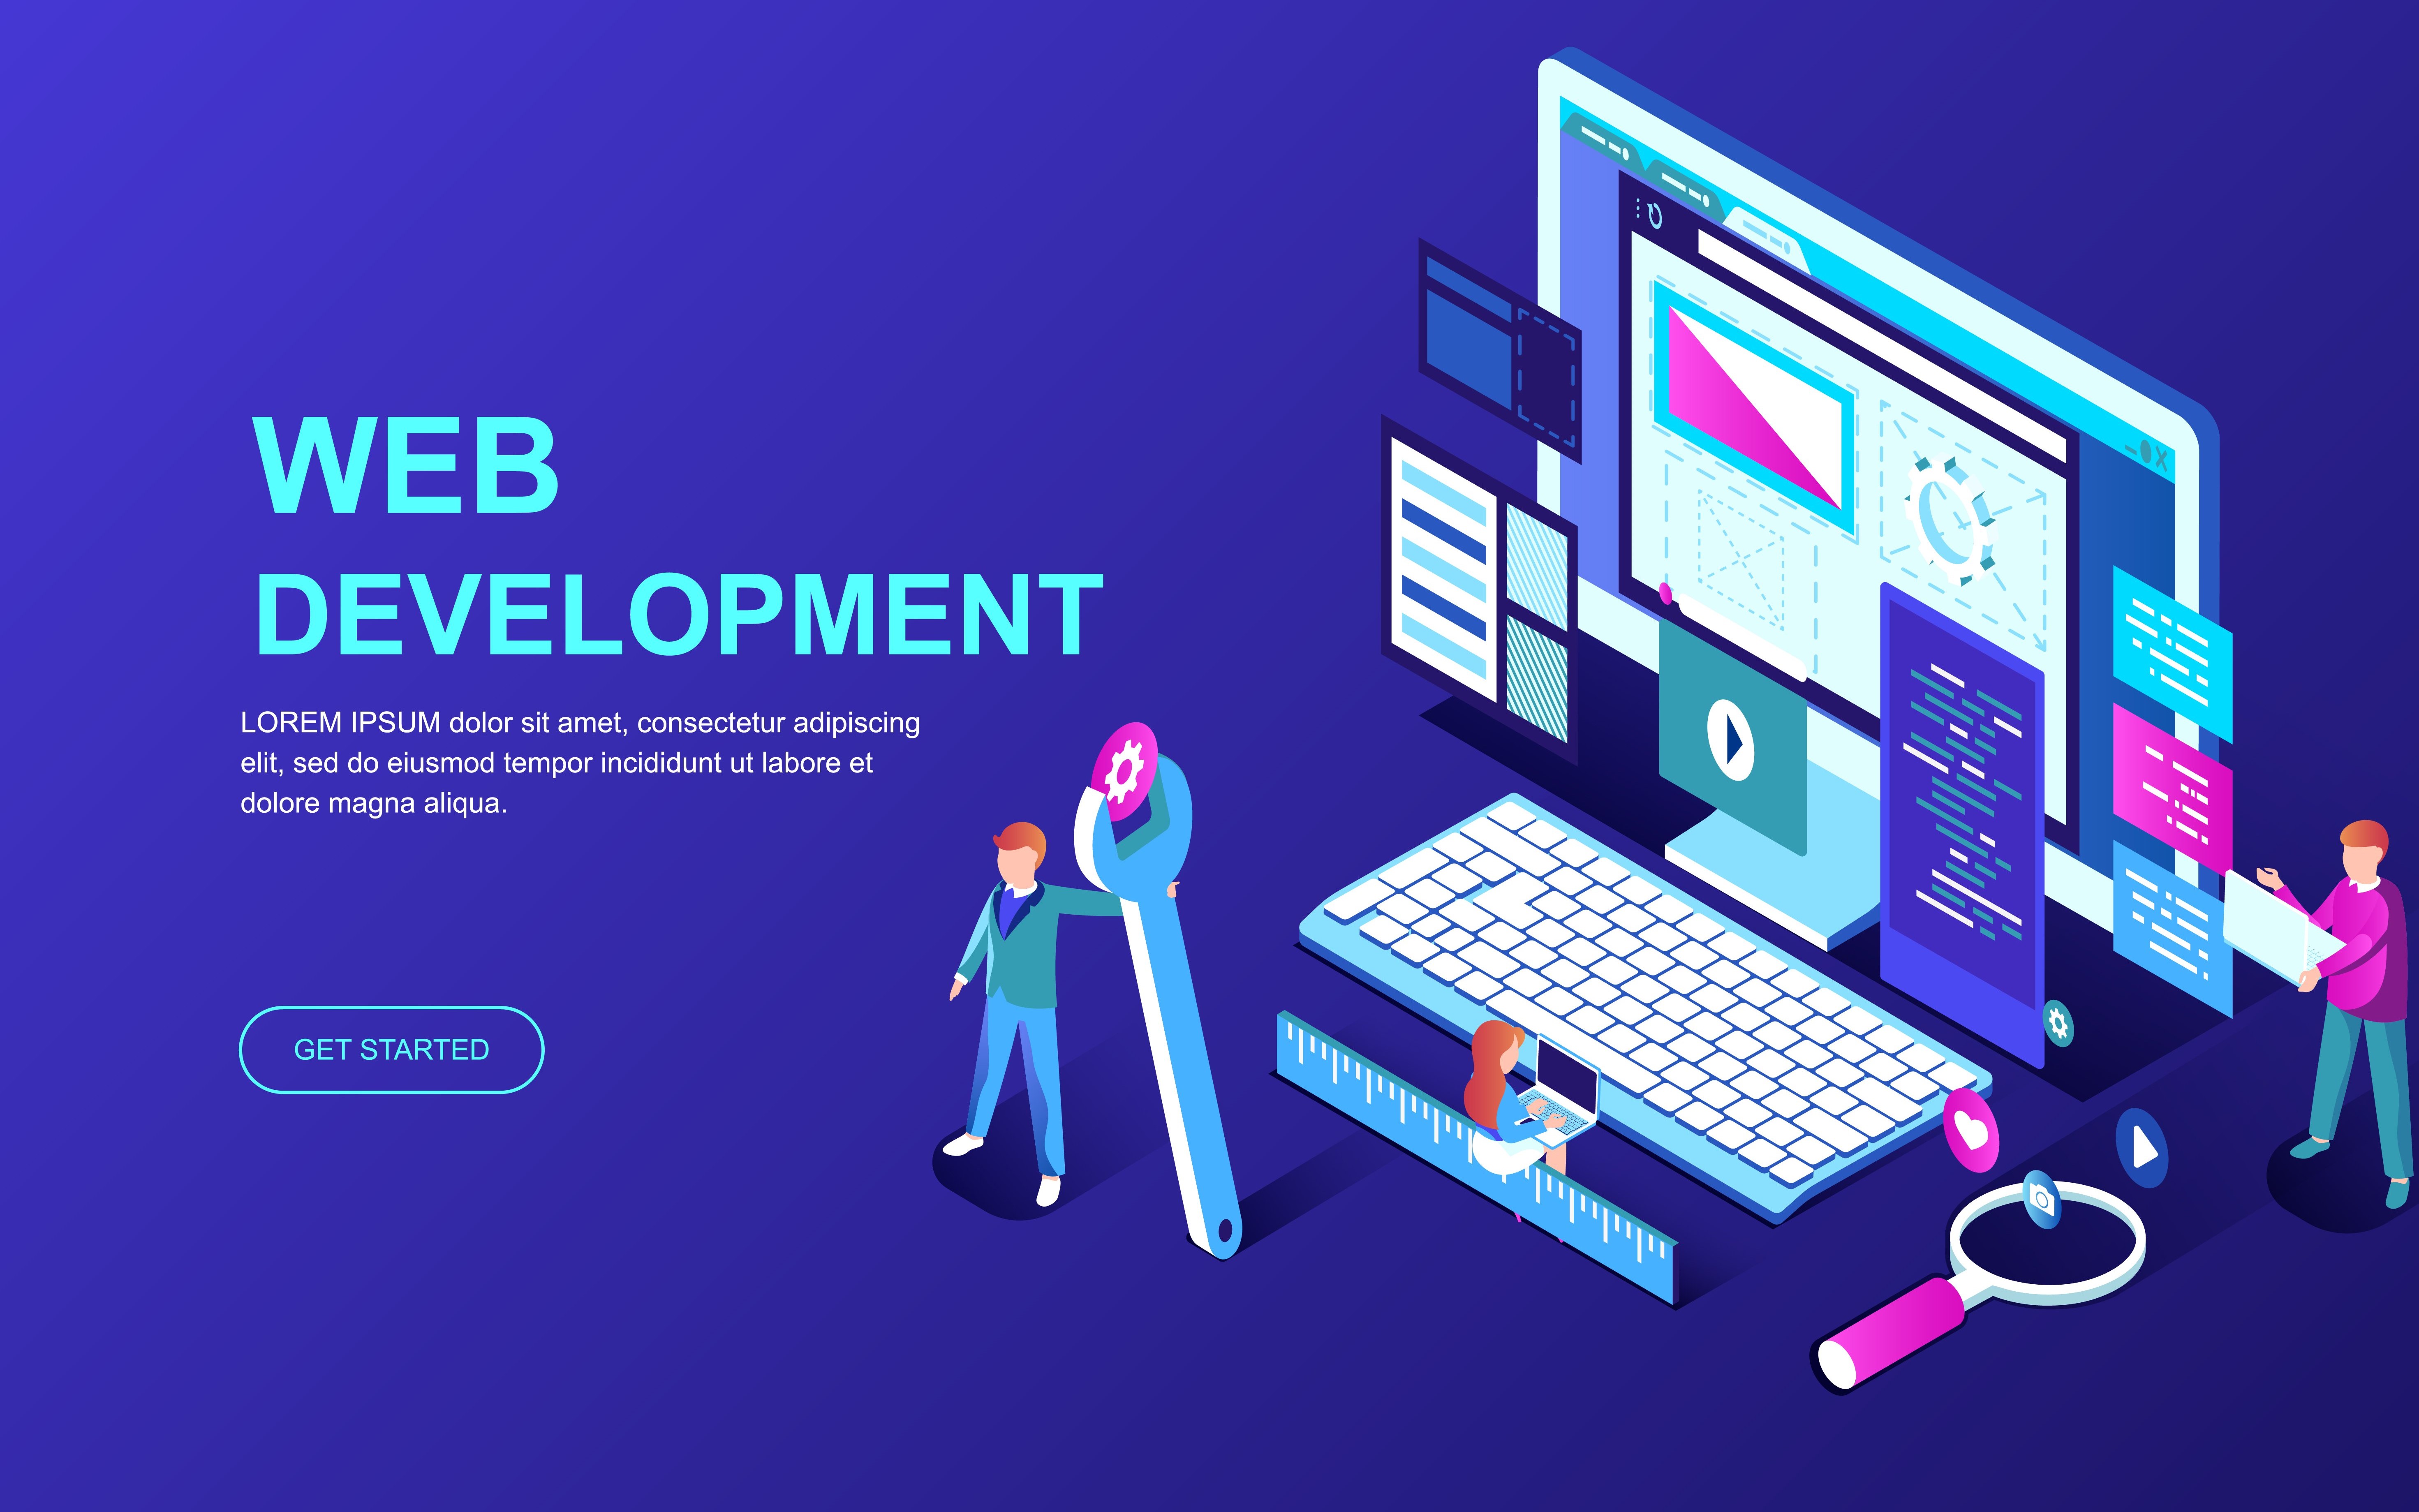 WEB
DEVELOPMENT
LOREM IPSUM dolor sit amet, consectetur adipiscing
elit, sed do eiusmod tempor incididunt ut labore et
dolore magna aliqua.
GET STARTED